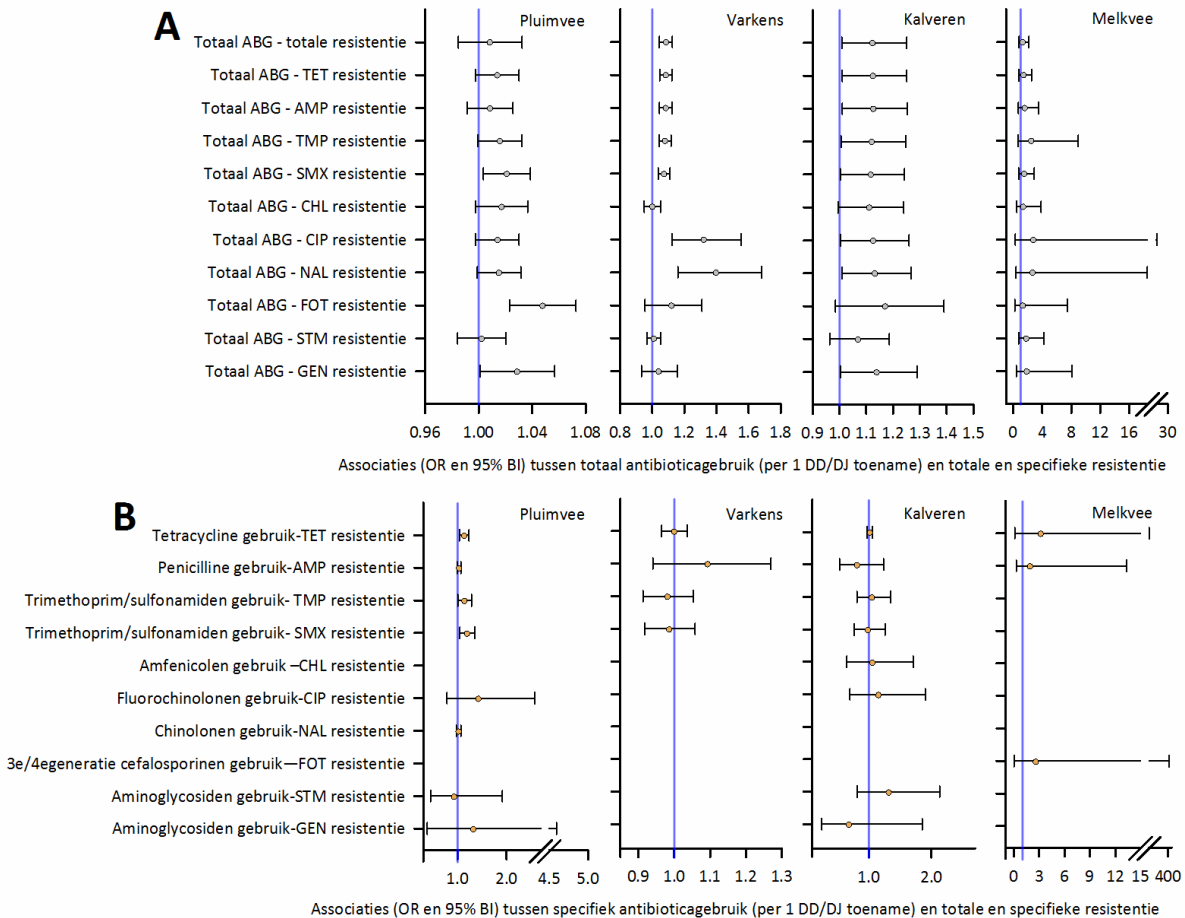 A
Pluimvee
Varkens
Kalveren
Melkvee
Totaal ABG - totale resistentie
Totaal ABG - TET resistentie
Totaal ABG - AMP resistentie
Totaal ABG - TMP resistentie
Totaal ABG - SMX resistentie
Totaal ABG - CHL resistentie
Totaal ABG - CIP resistentie
Totaal ABG - NAL resistentie
Totaal ABG - FOT resistentie
Totaal ABG - STM resistentie
Totaal ABG - GEN resistentie
0.96 1.00 1.04 1.08
0.8 1.0 1.2 1.4 1.6 1.8
0.9 1.0 1.1 1.2 1.3 1.4 1.5
0 4 8 12 16 30
Associaties (OR en 95% BI) tussen totaal antibioticagebruik (per 1 DD/DJ toename) en totale en specifieke resistentie
B
Pluimvee
Varkens
Kalveren
Melkvee
Tetracycline gebruik-TET resistentie
Penicilline gebruik-AMP resistentie
Trimethoprim/sulfonamiden gebruik- TMP resistentie
Trimethoprim/sulfonamiden gebruik- SMX resistentie
Amfenicolen gebruik –CHL resistentie
Fluorochinolonen gebruik-CIP resistentie
Chinolonen gebruik-NAL resistentie
3e/4egeneratie cefalosporinen gebruik—FOT resistentie
Aminoglycosiden gebruik-STM resistentie
Aminoglycosiden gebruik-GEN resistentie
1.0 2.0 4.5 5.0
0.9 1.0 1.1 1.2 1.3
1.0 2.0
0 3 6 9 12 15 400
Associaties (OR en 95% BI) tussen specifiek antibioticagebruik (per 1 DD/DJ toename) en totale en specifieke resistentie